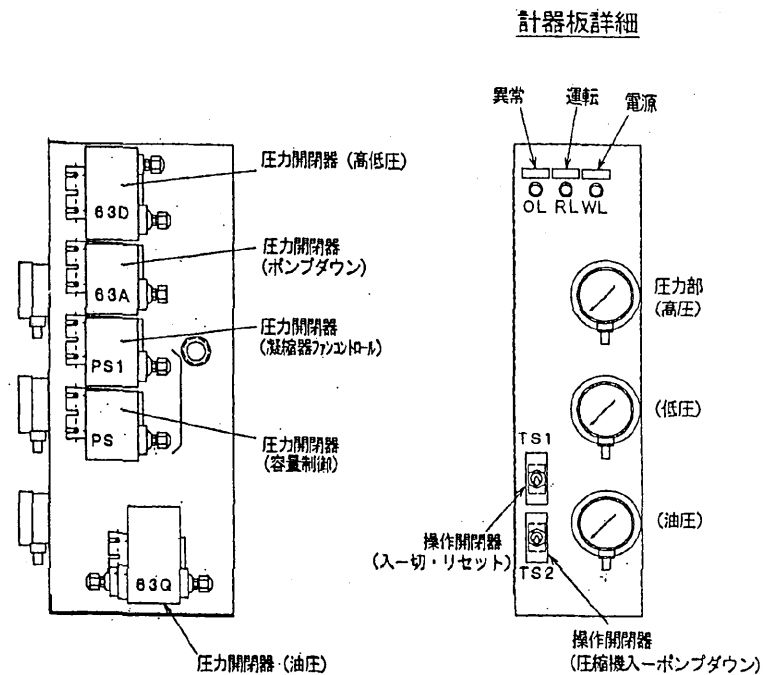 計器板詳細
異常
運転
電源
OL RL WL
圧力開閉器 (高低圧)
63D
圧力開閉器
(ポンプダウン)
63A
圧力開閉器
(凝縮器ファンコントロール)
PS1
圧力開閉器
(容量制御)
PS
63Q
圧力開閉器 (油圧)
圧力部
(高圧)
(低圧)
TS1
(油圧)
操作開閉器
(入ー切・リセット)
TS2
操作開閉器
(圧縮機入ーポンプダウン)